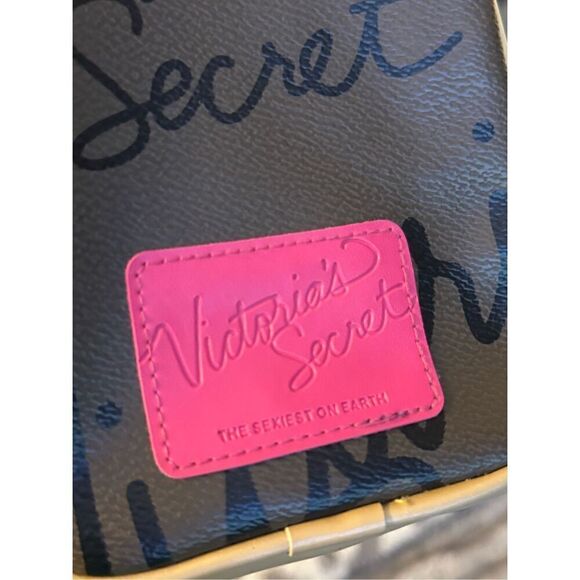 Secret
Victoria's
Secret
THE SEXIEST ON EARTH